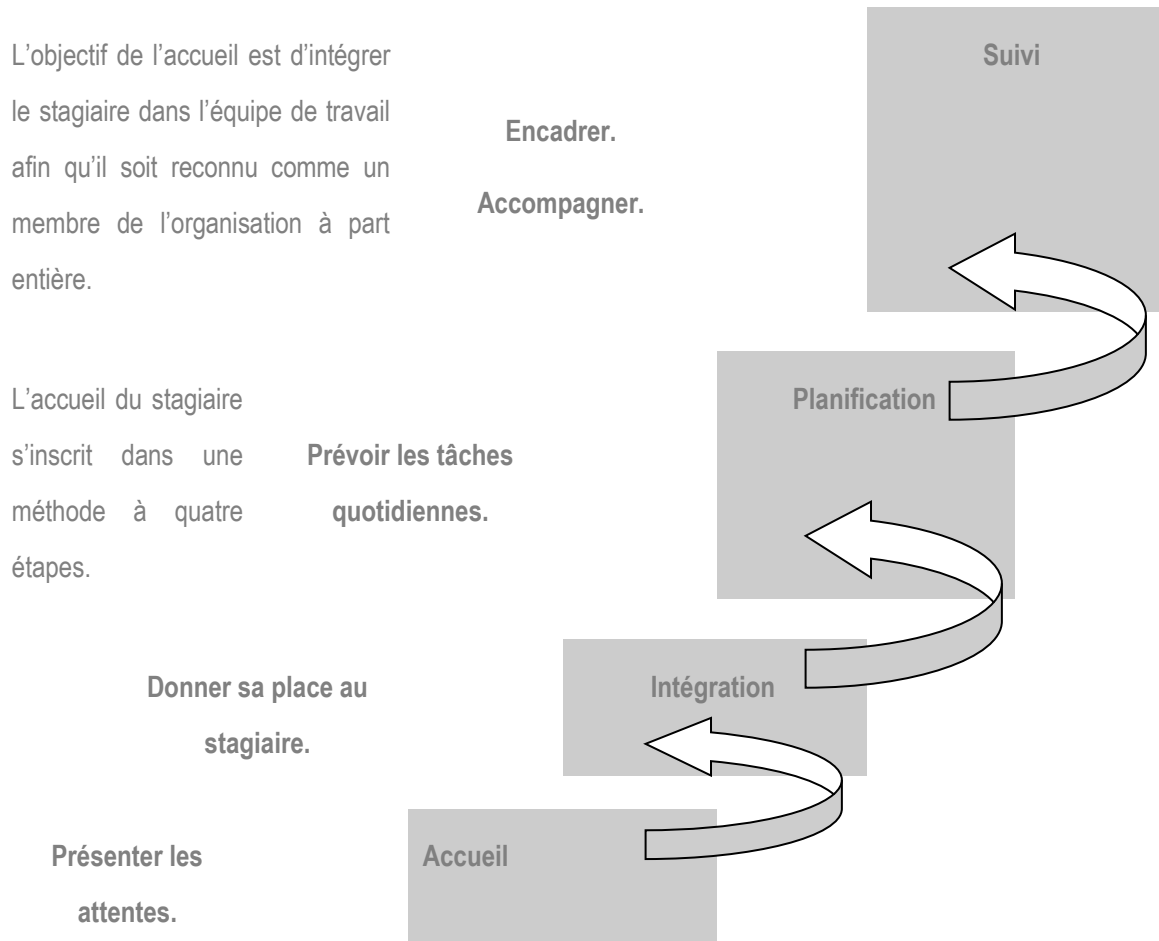 L’objectif de l’accueil est d’intégrer
le stagiaire dans l’équipe de travail
afin qu’il soit reconnu comme un
membre de l’organisation à part
entière.
Encadrer.
Accompagner.
Suivi
L’accueil du stagiaire
s’inscrit dans une
méthode à quatre
étapes.
Prévoir les tâches
quotidiennes.
Planification
Donner sa place au
stagiaire.
Intégration
Présenter les
attentes.
Accueil